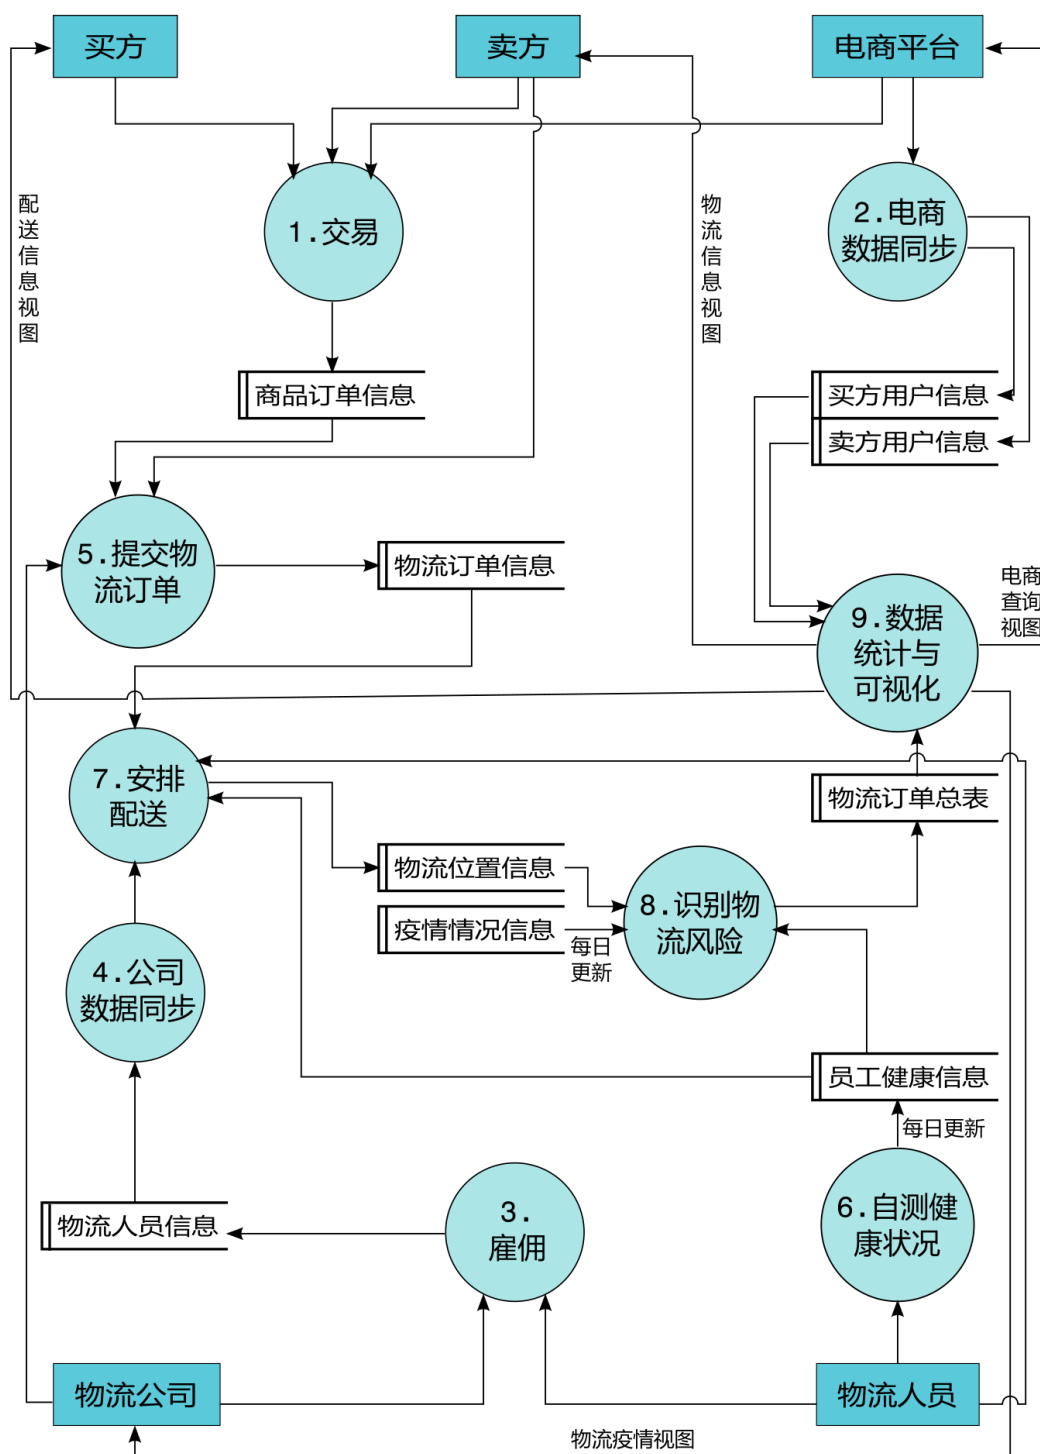 买方
卖方
电商平台
配
送
信
息
视
图
物
流
信
息
视
图
1.交易
2.电商
数据同步
商品订单信息
买方用户信息
卖方用户信息
5.提交物
流订单
物流订单信息
电商
查询
视图
9.数据
统计与
可视化
7.安排
配送
物流订单总表
物流位置信息
疫情情况信息
每日
更新
8.识别物
流风险
4.公司
数据同步
员工健康信息
每日更新
物流人员信息
3.
雇佣
6.自测健
康状况
物流公司
物流人员
物流疫情视图